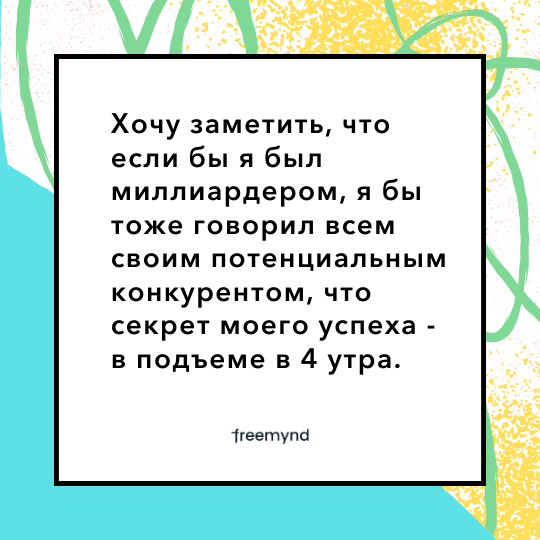 Хочу заметить, что
если бы я был
миллиардером, я бы
тоже говорил всем
своим потенциальным
конкурентом, что
секрет моего успеха -
в подъеме в 4 утра.
freemynd